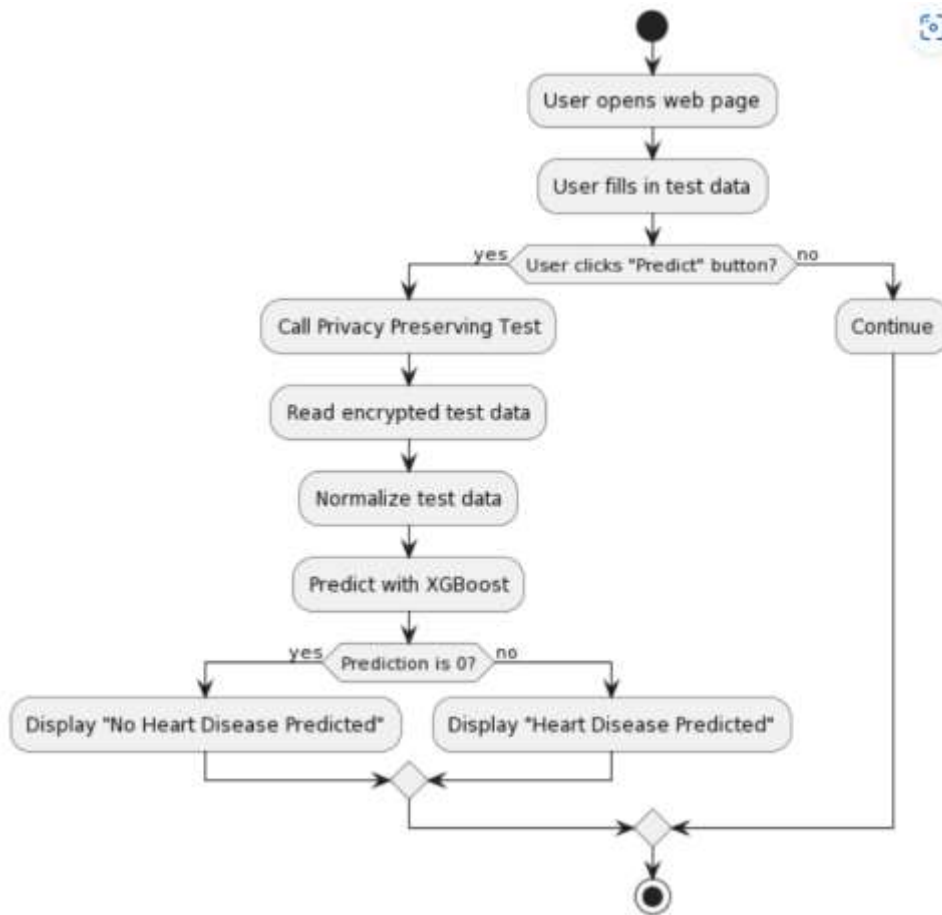 User opens web page
User fills in test data
yes
User clicks "Predict" button?
no
Call Privacy Preserving Test
Continue
Read encrypted test data
Normalize test data
Predict with XGBoost
yes
Prediction is 0?
no
Display "No Heart Disease Predicted"
Display "Heart Disease Predicted"